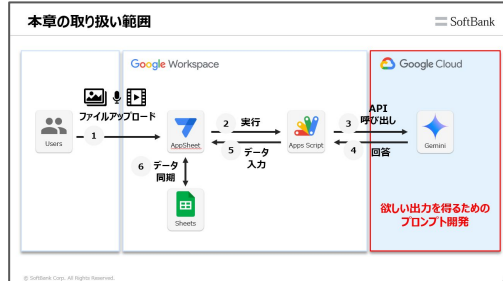 本章の取り扱い範囲
SoftBank
Google Workspace
Google Cloud
ファイルアップロード
1
Users
AppSheet
2 実行
5 データ
入力
Apps Script
3 API
呼び出し
4 回答
Gemini
6 データ
同期
Sheets
欲しい出力を得るための
プロンプト開発
© SoftBank Corp. All Rights Reserved.